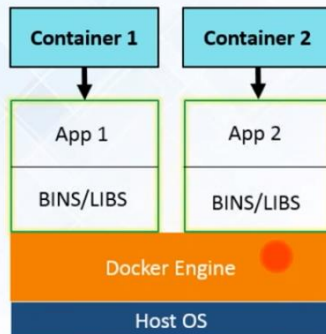 Container 1
Container 2
App 1
App 2
BINS/LIBS
BINS/LIBS
Docker Engine
Host OS